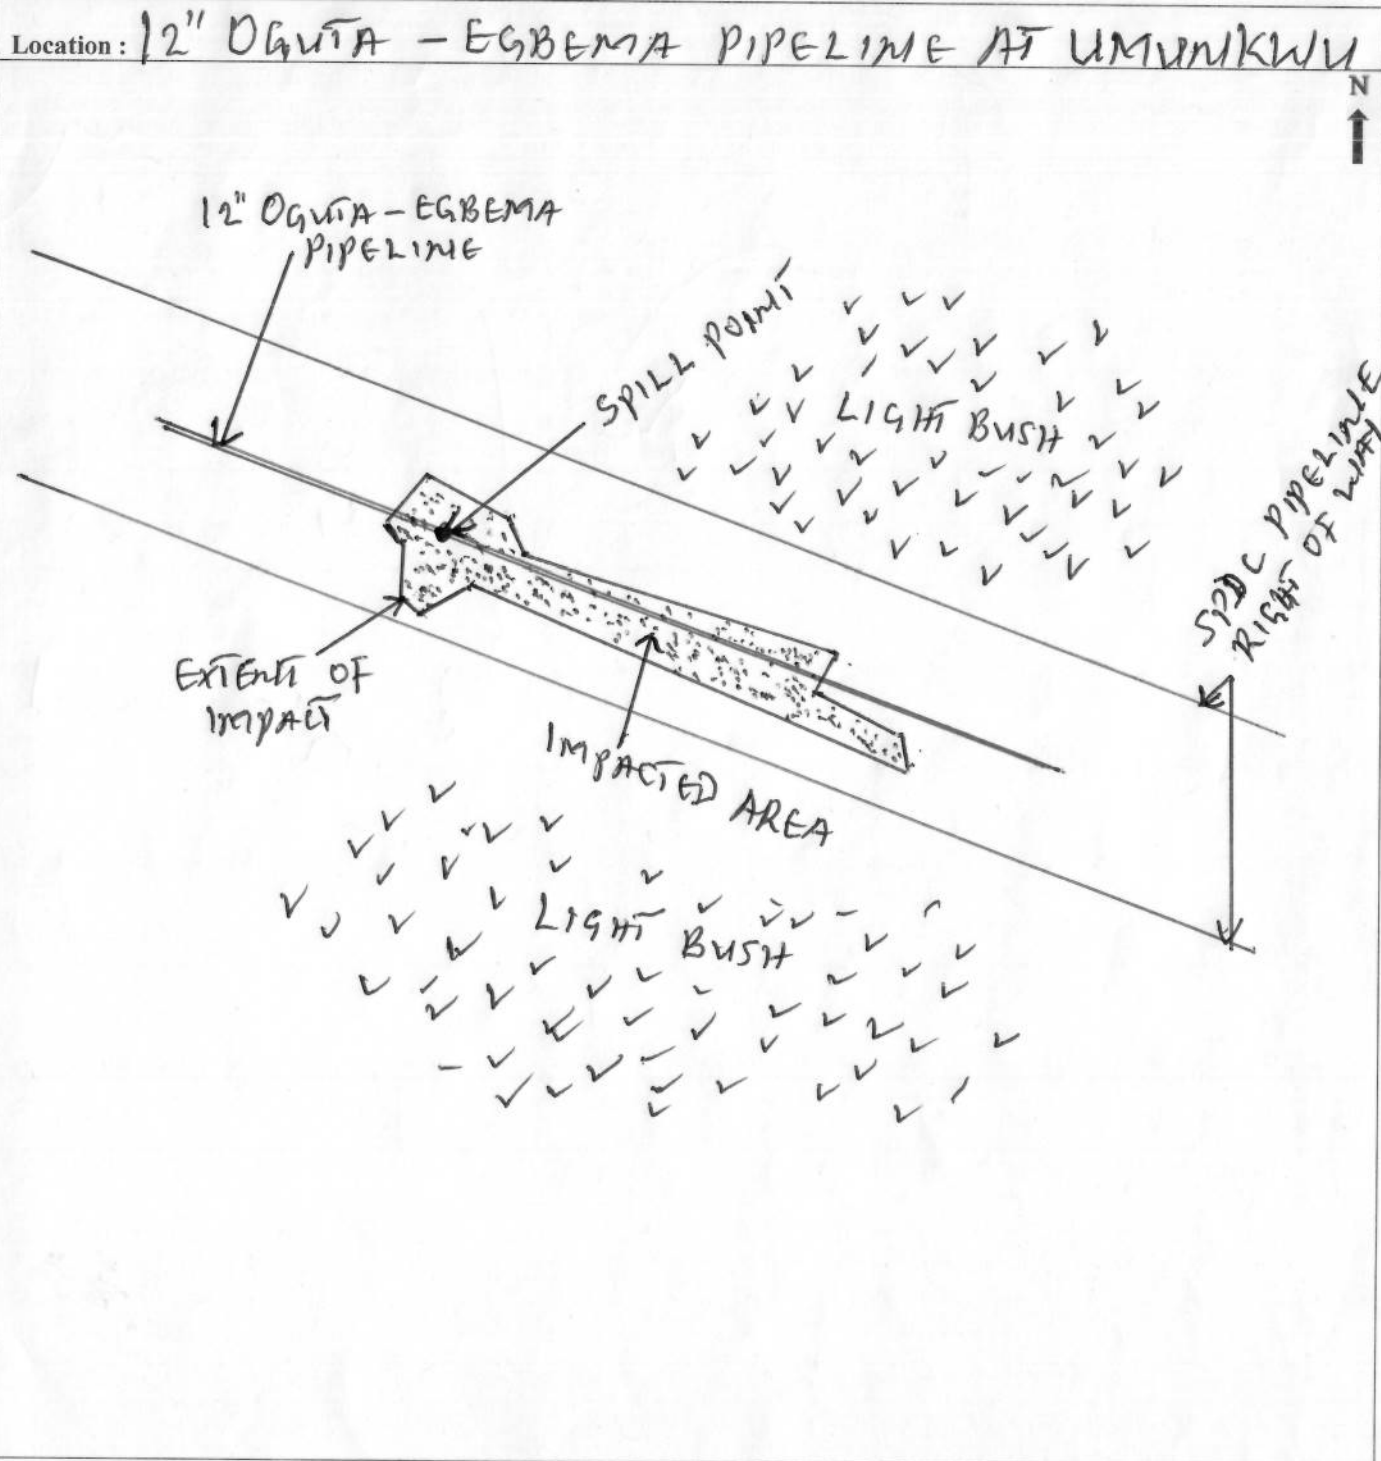 Location : 12" OGUTA - EGBEMA PIPELINE AT UMUNKWU
N
12" OGUTA - EGBEMA
PIPELINE
SPILL POINT
LIGHT BUSH
SPDC PIPELINE
RIGHT OF WAY
EXTENT OF
IMPACT
IMPACTED AREA
LIGHT BUSH